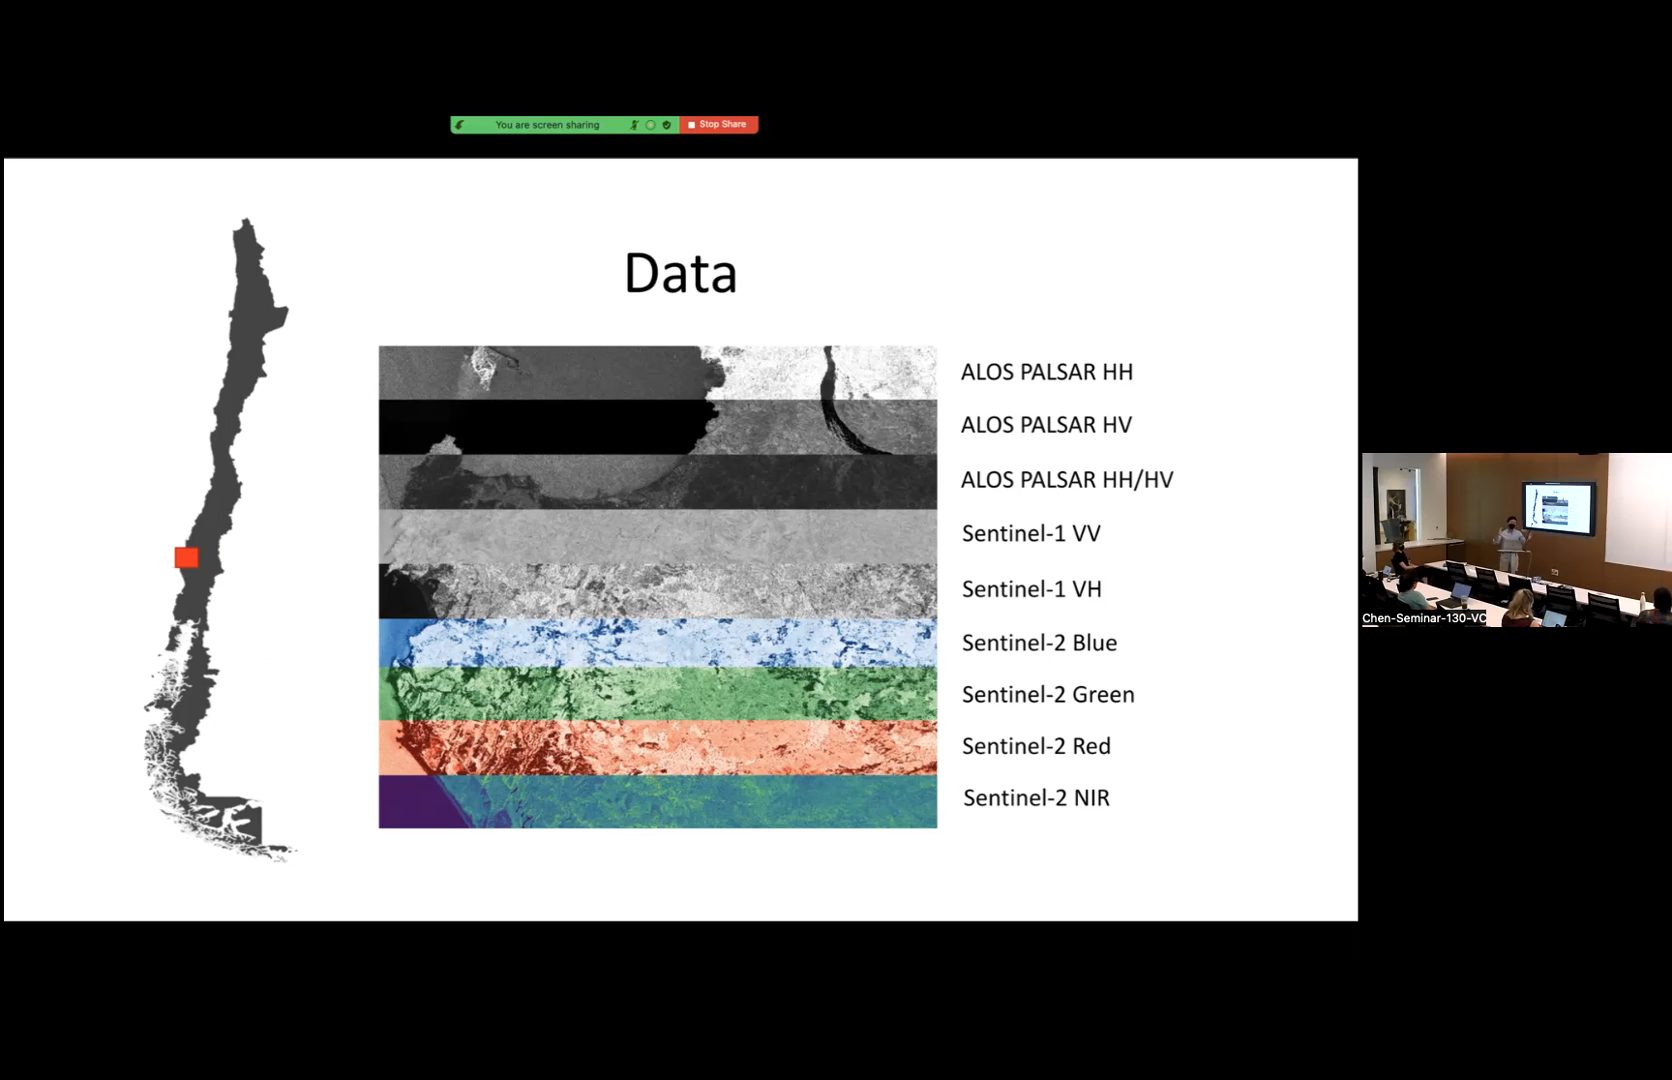 You are screen sharing
Stop Share
Data
ALOS PALSAR HH
ALOS PALSAR HV
ALOS PALSAR HH/HV
Sentinel-1 VV
Sentinel-1 VH
Sentinel-2 Blue
Sentinel-2 Green
Sentinel-2 Red
Sentinel-2 NIR
Chen-Seminar-130-VC